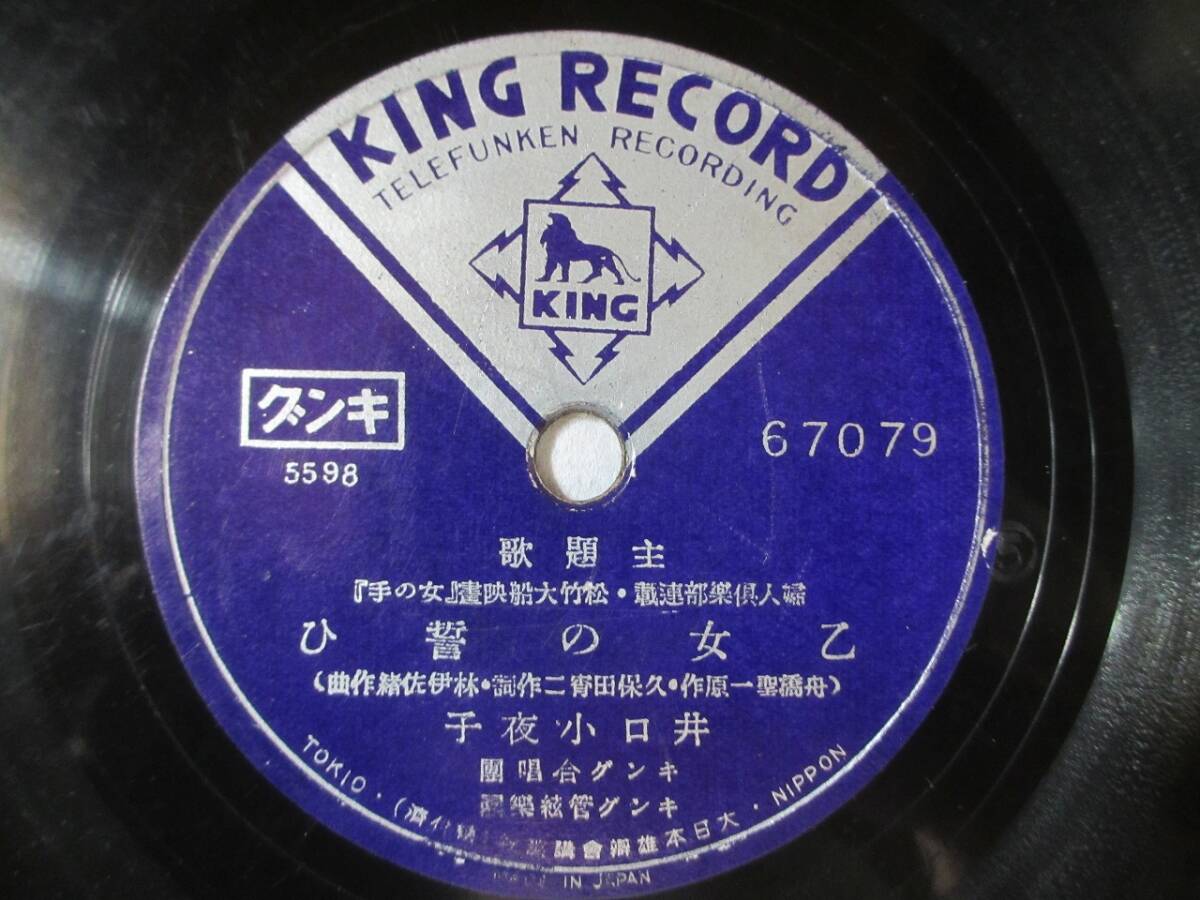 KING RECORD
TELEFUNKEN RECORDING
KING
キング
5598
67079
主題歌
婦人倶樂部連載・松竹大船映畫『女の手』
乙女の誓ひ
(舟橋聖一原作・久保田宵二作詞・林伊佐緒作曲)
井口小夜子
キング合唱團
キング管絃樂團
NIPPON・大日本雄辯會講 濟)・TOKIO
IN JAPAN